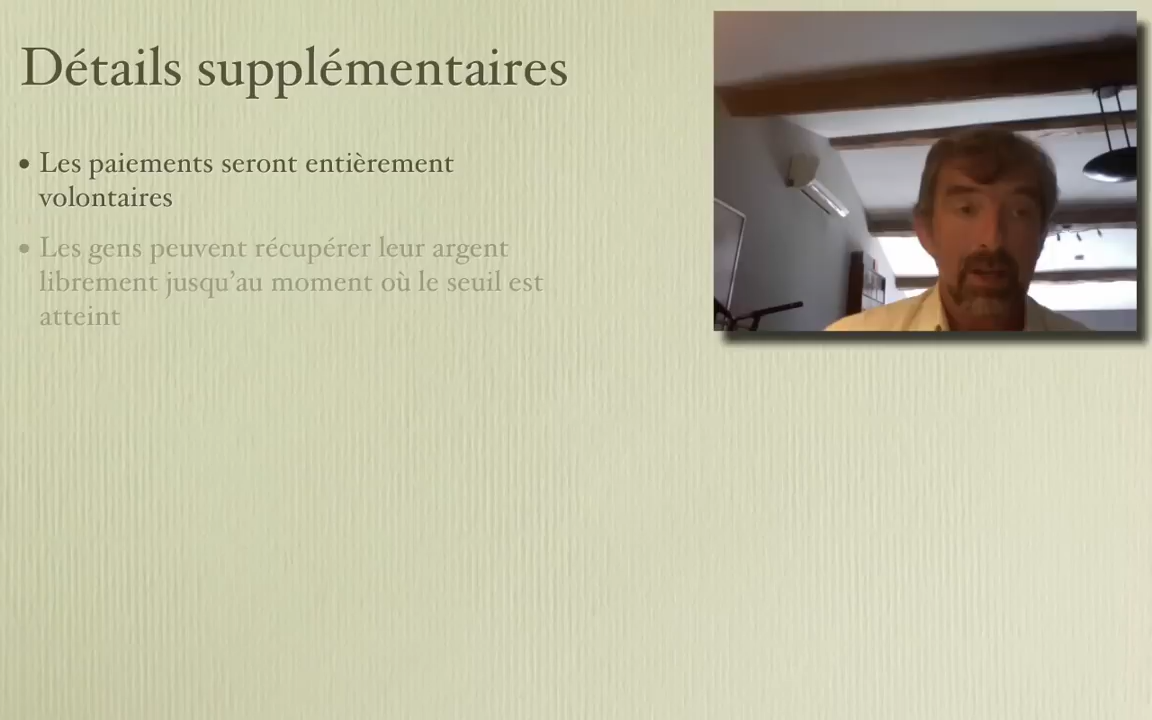 Détails supplémentaires
• Les paiements seront entièrement
volontaires
• Les gens peuvent récupérer leur argent
librement jusqu’au moment où le seuil est
atteint